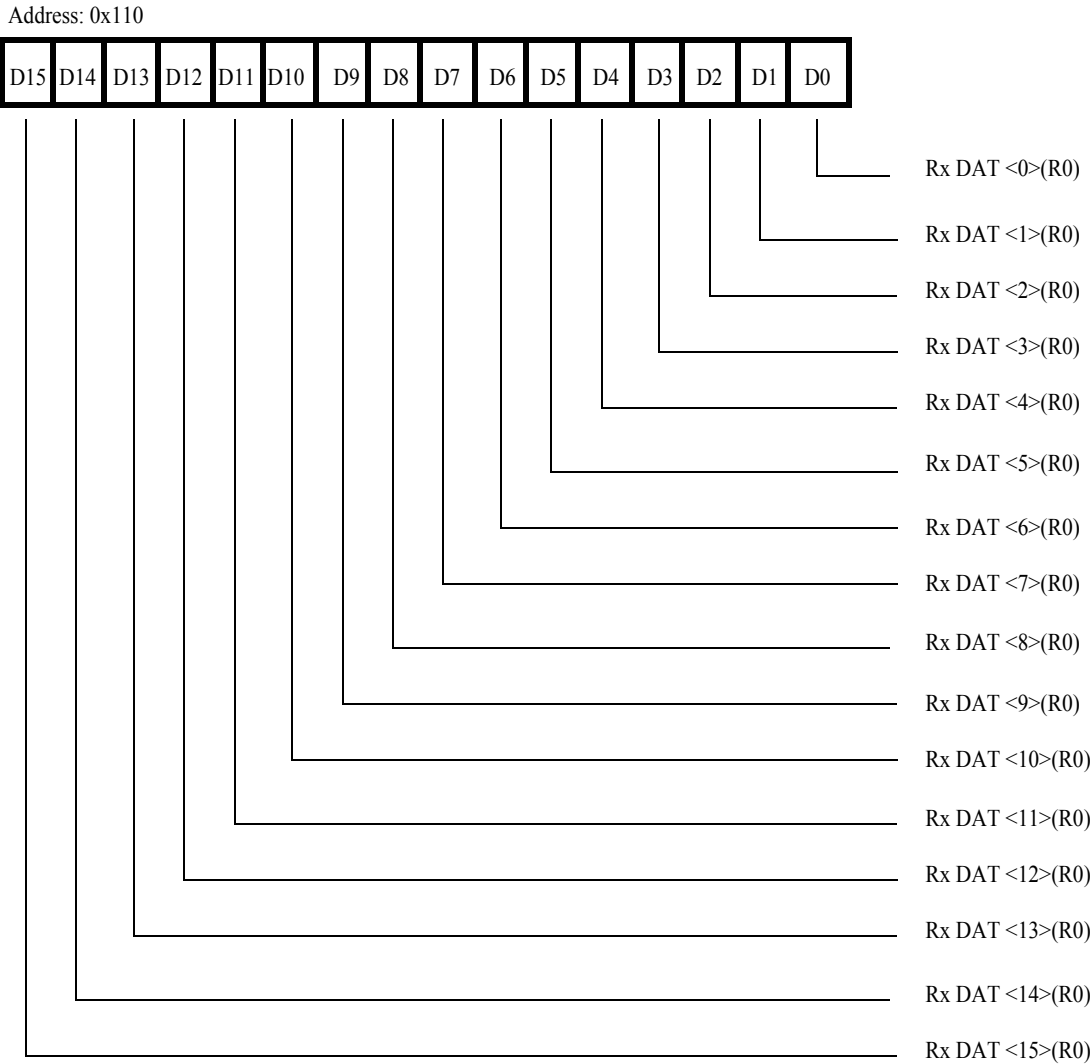 Address: 0x110
D15 D14 D13 D12 D11 D10 D9 D8 D7 D6 D5 D4 D3 D2 D1 D0
Rx DAT <0>(R0)
Rx DAT <1>(R0)
Rx DAT <2>(R0)
Rx DAT <3>(R0)
Rx DAT <4>(R0)
Rx DAT <5>(R0)
Rx DAT <6>(R0)
Rx DAT <7>(R0)
Rx DAT <8>(R0)
Rx DAT <9>(R0)
Rx DAT <10>(R0)
Rx DAT <11>(R0)
Rx DAT <12>(R0)
Rx DAT <13>(R0)
Rx DAT <14>(R0)
Rx DAT <15>(R0)